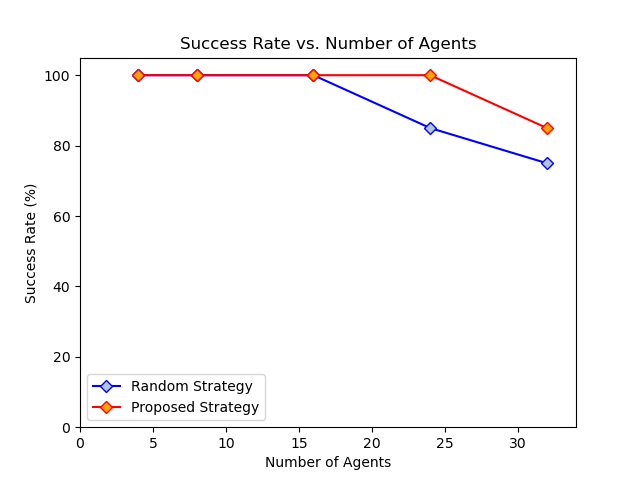 Success Rate vs. Number of Agents
100
80
60
40
20
0
Success Rate (%)
Random Strategy
Proposed Strategy
0 5 10 15 20 25 30
Number of Agents